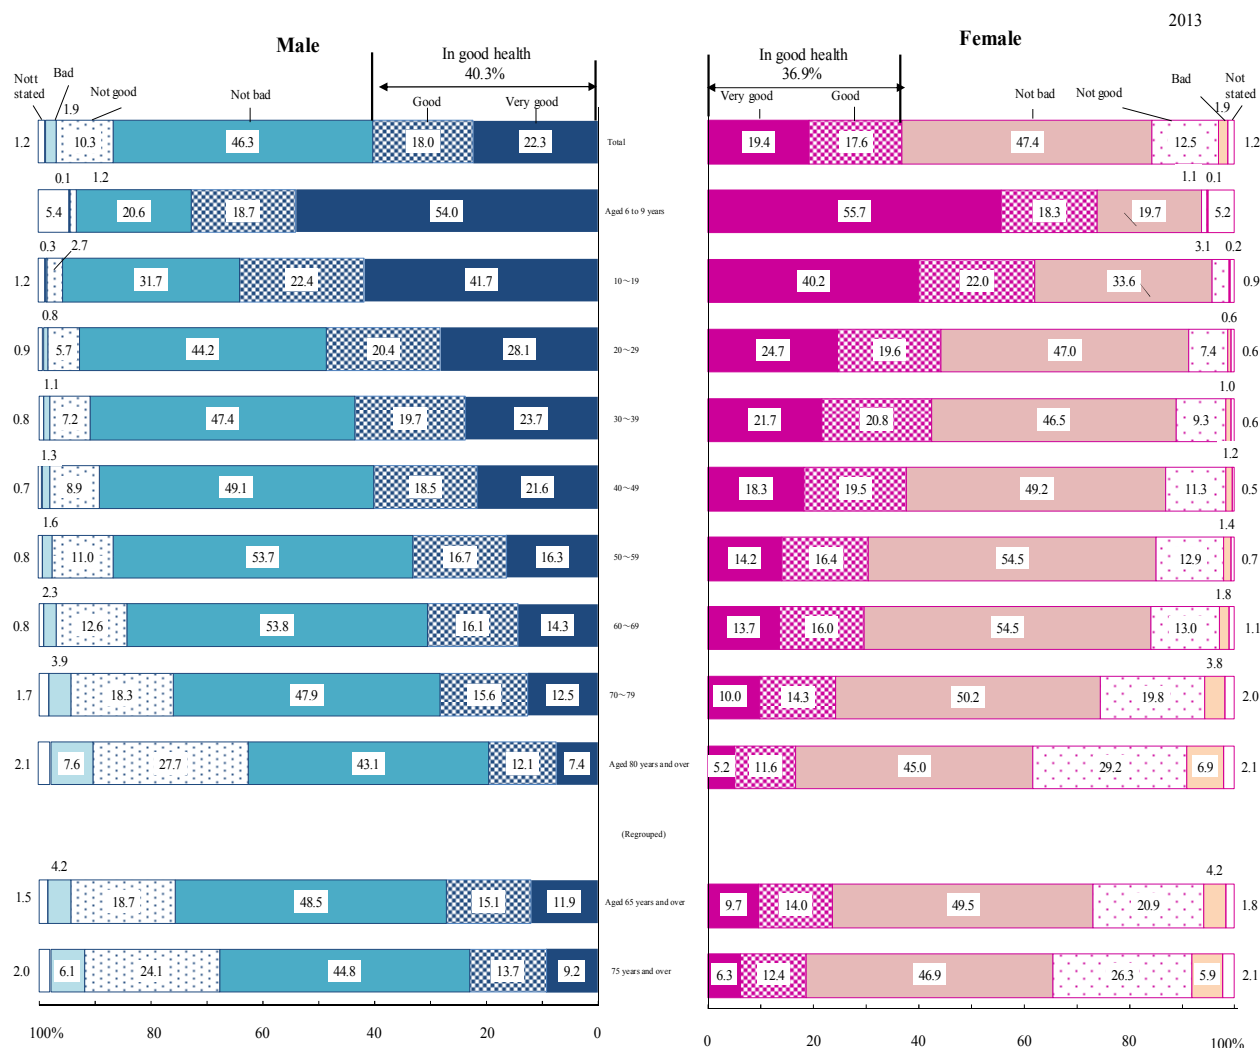 2013
Male
Female
In good health
40.3%
In good health
36.9%
Nott
stated
Bad
1.9
Not good
Not bad
Good
Very good
Very good
Good
Not bad
Not good
Bad
1.9
Not
stated
1.2 10.3 46.3 18.0 22.3 Total 19.4 17.6 47.4 12.5 1.2
0.1 1.2 1.1 0.1
5.4 20.6 18.7 54.0 Aged 6 to 9 years 55.7 18.3 19.7 5.2
0.3 2.7 3.1 0.2
1.2 31.7 22.4 41.7 10～19 40.2 22.0 33.6 0.9
0.8 0.6
0.9 5.7 44.2 20.4 28.1 20～29 24.7 19.6 47.0 7.4 0.6
1.1 1.0
0.8 7.2 47.4 19.7 23.7 30～39 21.7 20.8 46.5 9.3 0.6
1.3 1.2
0.7 8.9 49.1 18.5 21.6 40～49 18.3 19.5 49.2 11.3 0.5
1.6 1.4
0.8 11.0 53.7 16.7 16.3 50～59 14.2 16.4 54.5 12.9 0.7
2.3 1.8
0.8 12.6 53.8 16.1 14.3 60～69 13.7 16.0 54.5 13.0 1.1
3.9 3.8
1.7 18.3 47.9 15.6 12.5 70～79 10.0 14.3 50.2 19.8 2.0
2.1 7.6 27.7 43.1 12.1 7.4 Aged 80 years and over 5.2 11.6 45.0 29.2 6.9 2.1
(Regrouped)
4.2 4.2
1.5 18.7 48.5 15.1 11.9 Aged 65 years and over 9.7 14.0 49.5 20.9 1.8
2.0 6.1 24.1 44.8 13.7 9.2 75 years and over 6.3 12.4 46.9 26.3 5.9 2.1
100% 80 60 40 20 0 0 20 40 60 80 100%